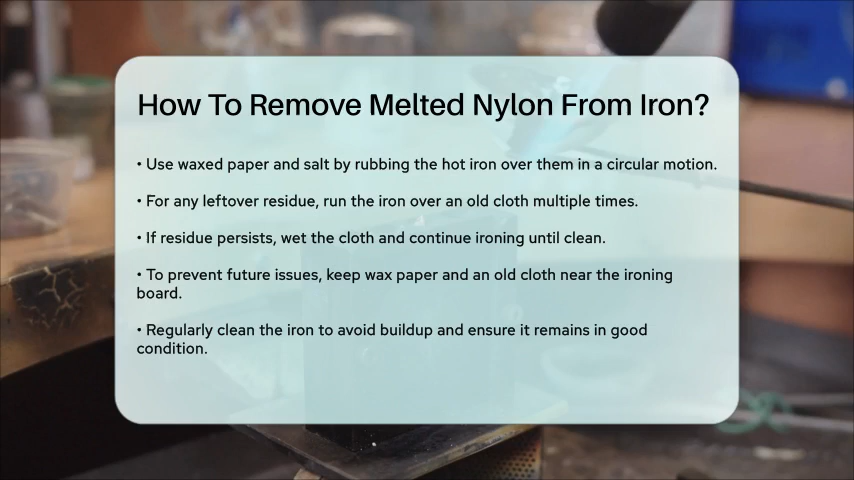 How To Remove Melted Nylon From Iron?
• Use waxed paper and salt by rubbing the hot iron over them in a circular motion.
• For any leftover residue, run the iron over an old cloth multiple times.
• If residue persists, wet the cloth and continue ironing until clean.
• To prevent future issues, keep wax paper and an old cloth near the ironing
board.
• Regularly clean the iron to avoid buildup and ensure it remains in good
condition.